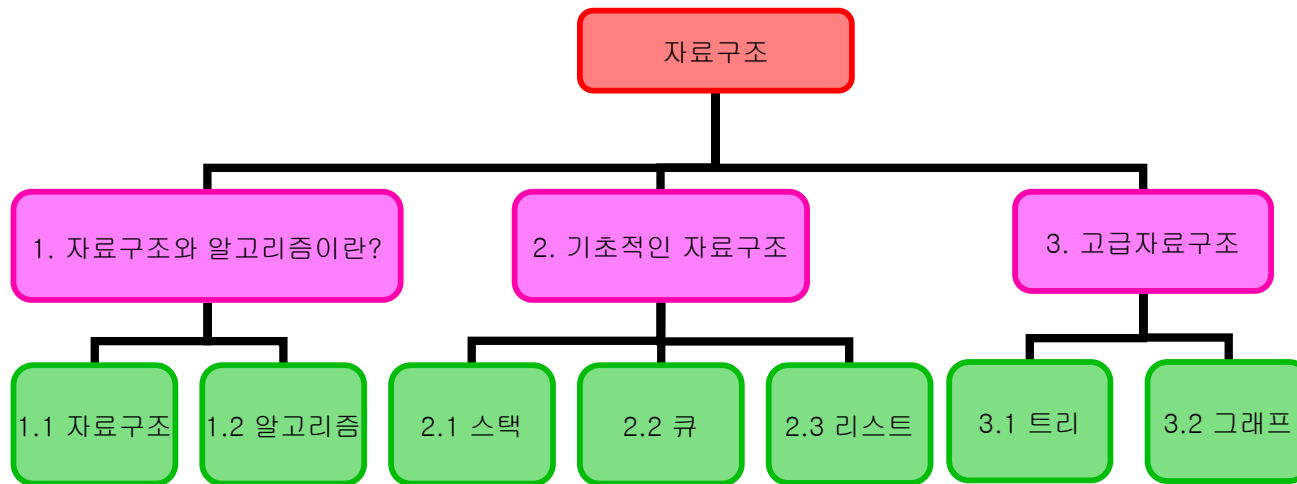 자료구조
1. 자료구조와 알고리즘이란?
2. 기초적인 자료구조
3. 고급자료구조
1.1 자료구조
1.2 알고리즘
2.1 스택
2.2 큐
2.3 리스트
3.1 트리
3.2 그래프